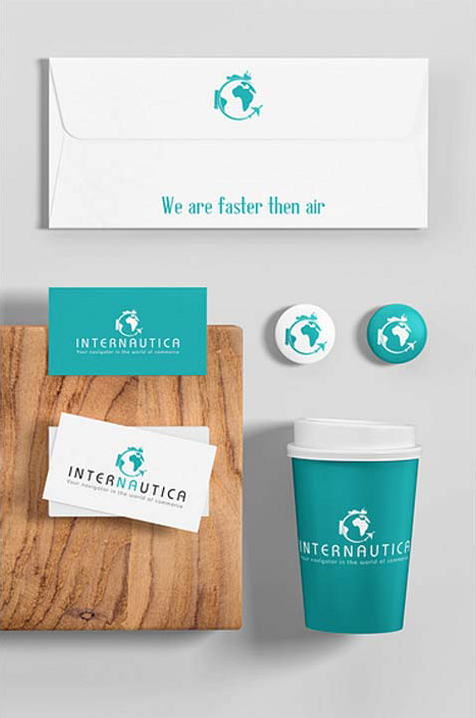 We are faster then air
INTERNAUTICA
Your navigator in the world of commerce
INTERNAUTICA
Your navigator in the world of commerce
INTERNAUTICA
Your navigator in the world of commerce